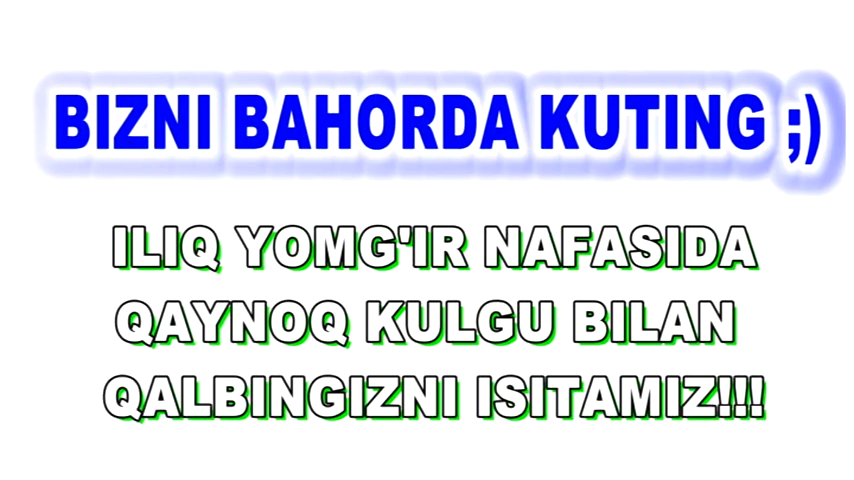 BIZNI BAHORDA KUTING ;)
ILIQ YOMG'IR NAFASIDA
QAYNOQ KULGU BILAN
QALBINGIZNI ISITAMIZ!!!